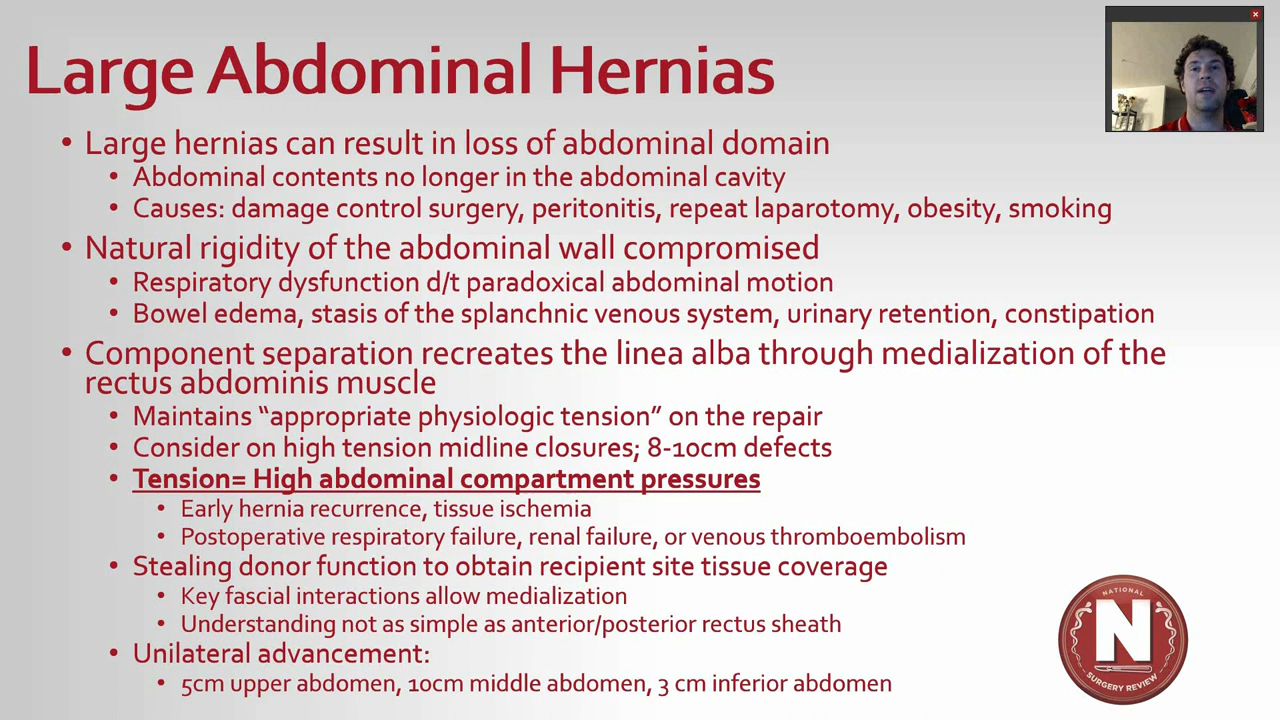 Large Abdominal Hernias
• Large hernias can result in loss of abdominal domain
• Abdominal contents no longer in the abdominal cavity
• Causes: damage control surgery, peritonitis, repeat laparotomy, obesity, smoking
• Natural rigidity of the abdominal wall compromised
• Respiratory dysfunction d/t paradoxical abdominal motion
• Bowel edema, stasis of the splanchnic venous system, urinary retention, constipation
• Component separation recreates the linea alba through medialization of the
rectus abdominis muscle
• Maintains “appropriate physiologic tension” on the repair
• Consider on high tension midline closures; 8-10cm defects
• Tension= High abdominal compartment pressures
• Early hernia recurrence, tissue ischemia
• Postoperative respiratory failure, renal failure, or venous thromboembolism
• Stealing donor function to obtain recipient site tissue coverage
• Key fascial interactions allow medialization
• Understanding not as simple as anterior/posterior rectus sheath
• Unilateral advancement:
• 5cm upper abdomen, 10cm middle abdomen, 3 cm inferior abdomen
NATIONAL
N
SURGERY REVIEW